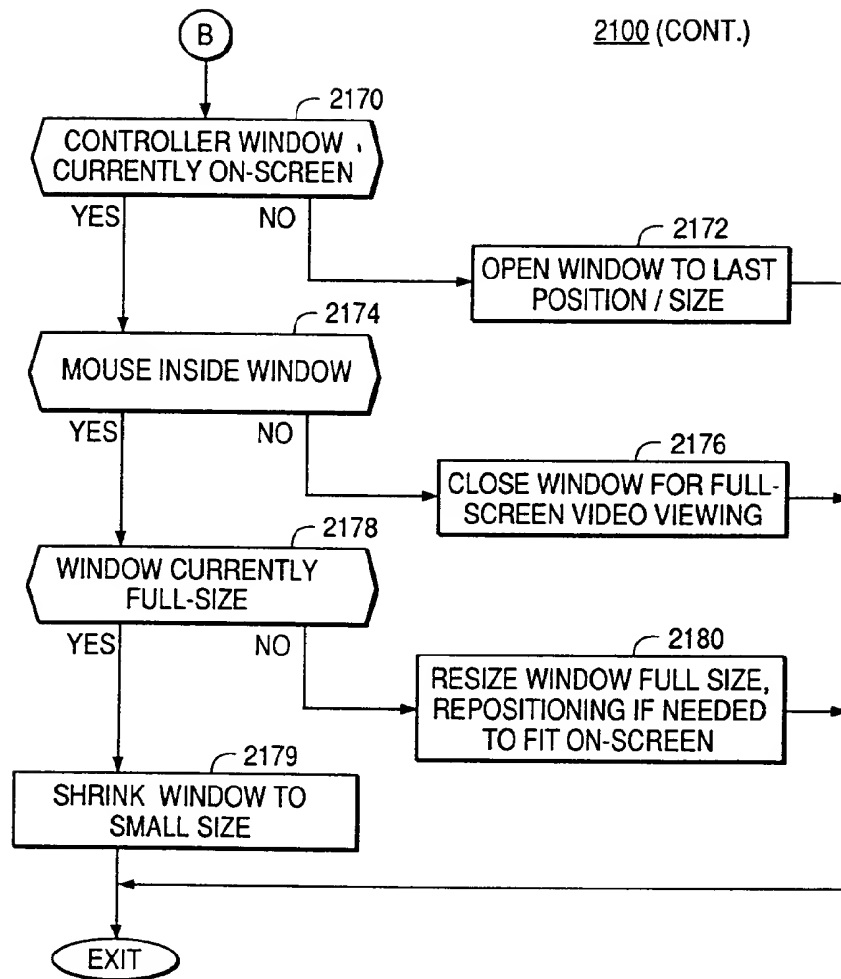 B
2100 (CONT.)
2170
CONTROLLER WINDOW
CURRENTLY ON-SCREEN
YES
NO
2172
OPEN WINDOW TO LAST
POSITION / SIZE
2174
MOUSE INSIDE WINDOW
YES
NO
2176
CLOSE WINDOW FOR FULL-
SCREEN VIDEO VIEWING
2178
WINDOW CURRENTLY
FULL-SIZE
YES
NO
2180
RESIZE WINDOW FULL SIZE,
REPOSITIONING IF NEEDED
TO FIT ON-SCREEN
2179
SHRINK WINDOW TO
SMALL SIZE
EXIT